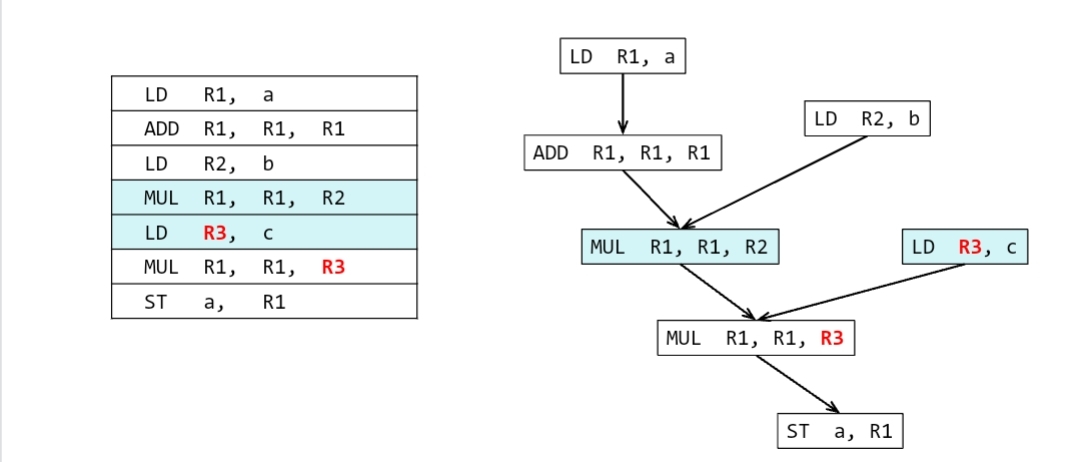 LD R1, a
ADD R1, R1, R1
LD R2, b
MUL R1, R1, R2
LD R3, c
MUL R1, R1, R3
ST a, R1
LD R1, a
LD R2, b
ADD R1, R1, R1
MUL R1, R1, R2
LD R3, c
MUL R1, R1, R3
ST a, R1